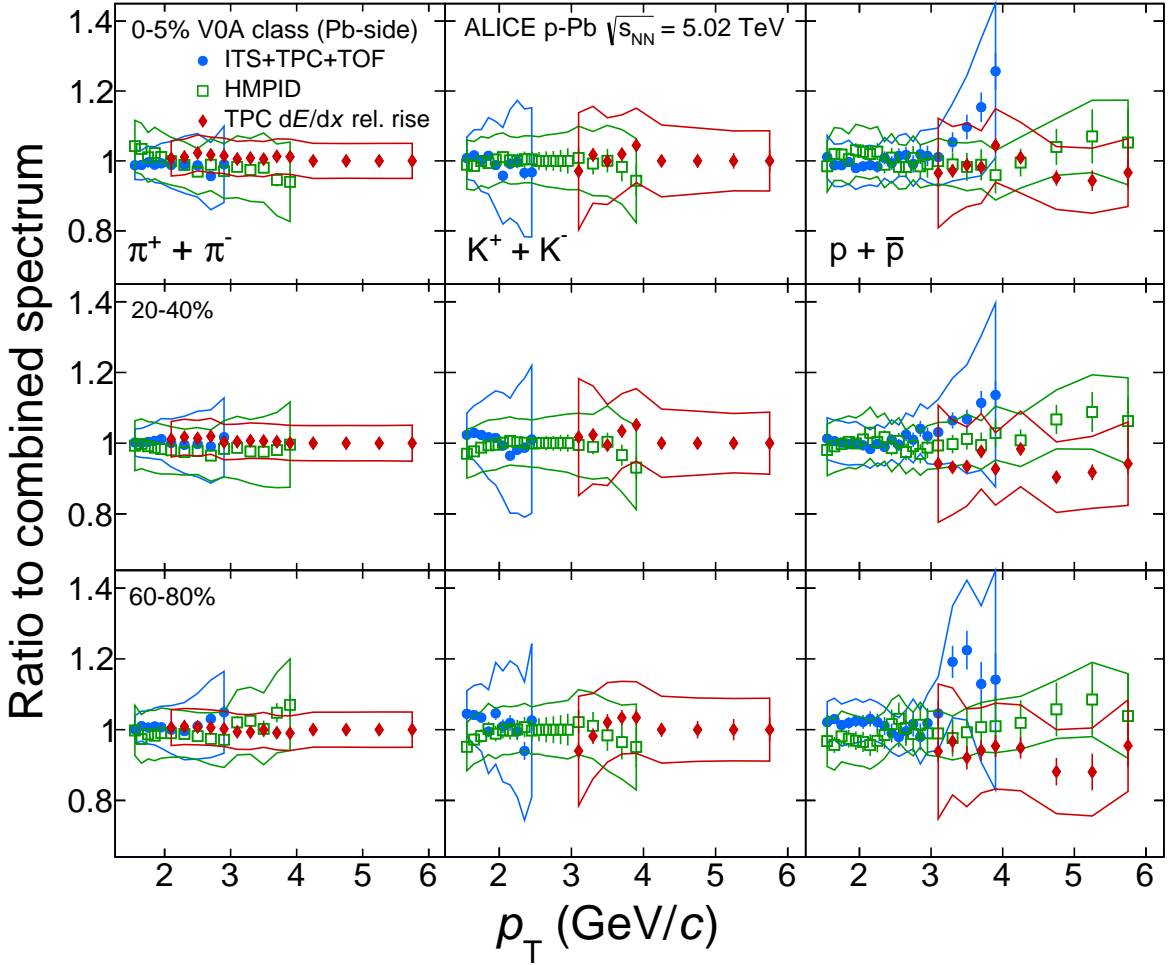 0-5% V0A class (Pb-side)
ITS+TPC+TOF
HMPID
TPC dE/dx rel. rise
ALICE p-Pb √s_NN = 5.02 TeV
π⁺ + π⁻
K⁺ + K⁻
p + p̅
1.4
1.2
1
0.8
20-40%
1.4
1.2
1
0.8
60-80%
1.4
1.2
1
0.8
2 3 4 5 6 2 3 4 5 6 2 3 4 5 6
Ratio to combined spectrum
p_T (GeV/c)